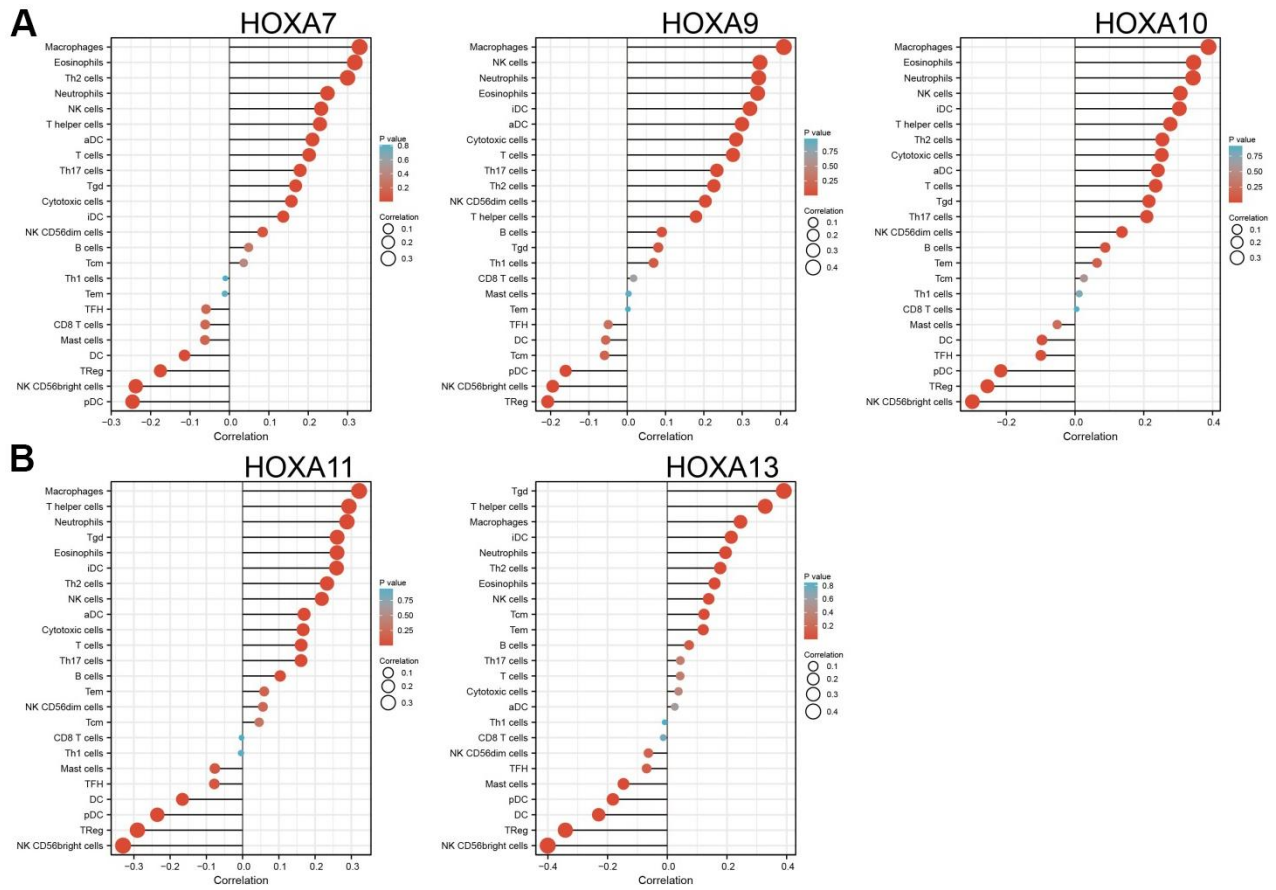 A
HOXA7
Macrophages
Eosinophils
Th2 cells
Neutrophils
NK cells
T helper cells
aDC
T cells
Th17 cells
Tgd
Cytotoxic cells
iDC
NK CD56dim cells
B cells
Tcm
Th1 cells
Tem
TFH
CD8 T cells
Mast cells
DC
TReg
NK CD56bright cells
pDC
−0.3 −0.2 −0.1 0.0 0.1 0.2 0.3
Correlation
P value
0.8
0.6
0.4
0.2
Correlation
0.1
0.2
0.3
HOXA9
Macrophages
NK cells
Neutrophils
Eosinophils
iDC
aDC
Cytotoxic cells
T cells
Th17 cells
Th2 cells
NK CD56dim cells
T helper cells
B cells
Tgd
Th1 cells
CD8 T cells
Mast cells
Tem
TFH
DC
Tcm
pDC
NK CD56bright cells
TReg
−0.2 −0.1 0.0 0.1 0.2 0.3 0.4
Correlation
P value
0.75
0.50
0.25
Correlation
0.1
0.2
0.3
0.4
HOXA10
Macrophages
Eosinophils
Neutrophils
NK cells
iDC
T helper cells
Th2 cells
Cytotoxic cells
aDC
T cells
Tgd
Th17 cells
NK CD56dim cells
B cells
Tem
Tcm
Th1 cells
CD8 T cells
Mast cells
DC
TFH
pDC
TReg
NK CD56bright cells
−0.2 0.0 0.2 0.4
Correlation
P value
0.75
0.50
0.25
Correlation
0.1
0.2
0.3
B
HOXA11
Macrophages
T helper cells
Neutrophils
Tgd
Eosinophils
iDC
Th2 cells
NK cells
aDC
Cytotoxic cells
T cells
Th17 cells
B cells
Tem
NK CD56dim cells
Tcm
CD8 T cells
Th1 cells
Mast cells
TFH
DC
pDC
TReg
NK CD56bright cells
−0.3 −0.2 −0.1 0.0 0.1 0.2 0.3
Correlation
P value
0.75
0.50
0.25
Correlation
0.1
0.2
0.3
HOXA13
Tgd
T helper cells
Macrophages
iDC
Neutrophils
Th2 cells
Eosinophils
NK cells
Tcm
Tem
B cells
Th17 cells
T cells
Cytotoxic cells
aDC
Th1 cells
CD8 T cells
NK CD56dim cells
TFH
Mast cells
pDC
DC
TReg
NK CD56bright cells
−0.4 −0.2 0.0 0.2 0.4
Correlation
P value
0.8
0.6
0.4
0.2
Correlation
0.1
0.2
0.3
0.4